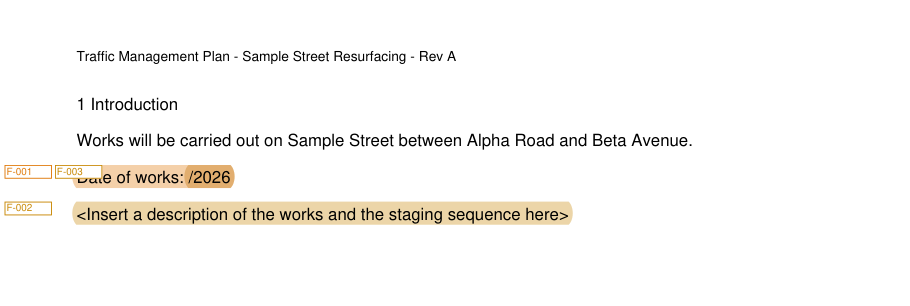 Traffic Management Plan - Sample Street Resurfacing - Rev A
1 Introduction
Works will be carried out on Sample Street between Alpha Road and Beta Avenue.
F-001 F-003 Date of works: /2026
F-002 <Insert a description of the works and the staging sequence here>